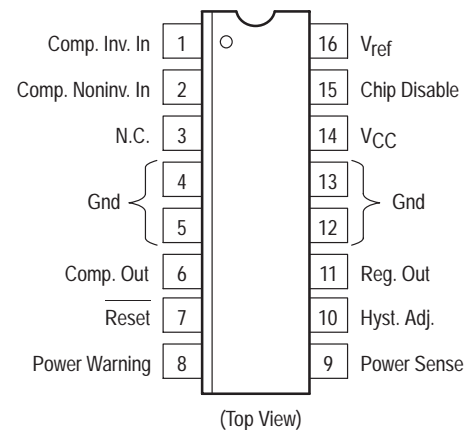 Comp. Inv. In 1 16 Vref
Comp. Noninv. In 2 15 Chip Disable
N.C. 3 14 VCC
4 13
Gnd Gnd
5 12
Comp. Out 6 11 Reg. Out
Reset 7 10 Hyst. Adj.
Power Warning 8 9 Power Sense
(Top View)